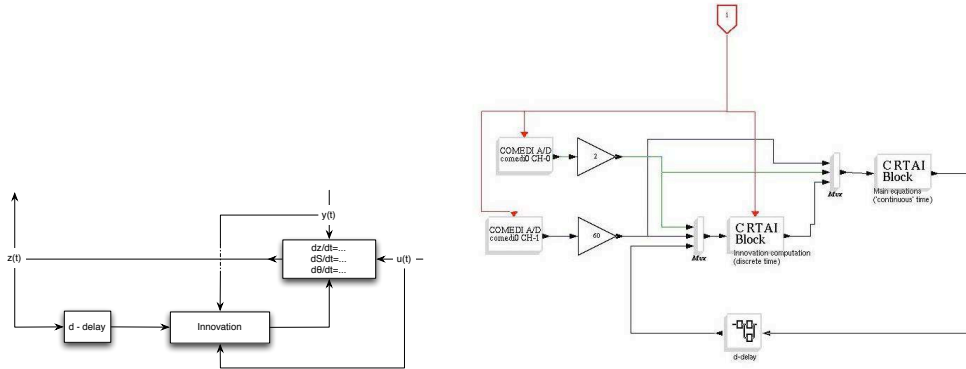 y(t)
dz/dt=...
dS/dt=...
dθ/dt=...
z(t)
u(t)
d - delay
Innovation
1
COMEDI A/D
comedi0 CH-0
2
COMEDI A/D
comedi0 CH-1
60
Mux
CRTAI
Block
Innovation computation
(discrete time)
Mux
CRTAI
Block
Main equations
('continuous' time)
d-delay